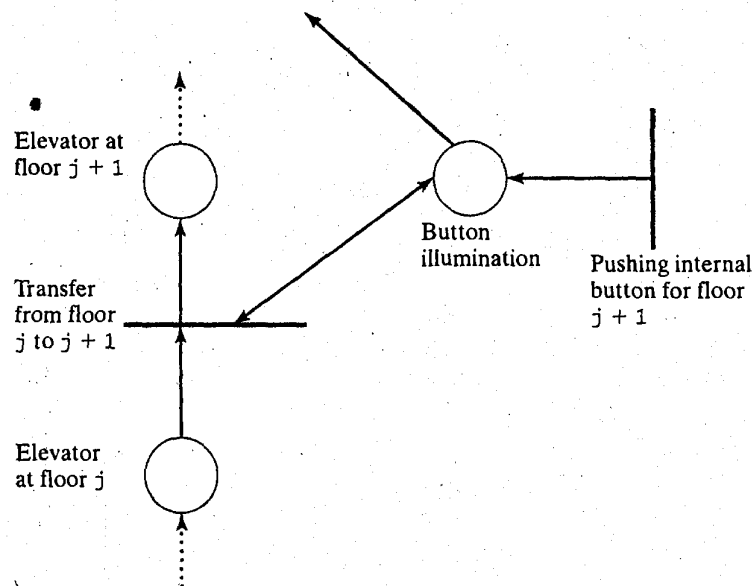 Elevator at
floor j + 1
Button
illumination
Pushing internal
button for floor
j + 1
Transfer
from floor
j to j + 1
Elevator
at floor j